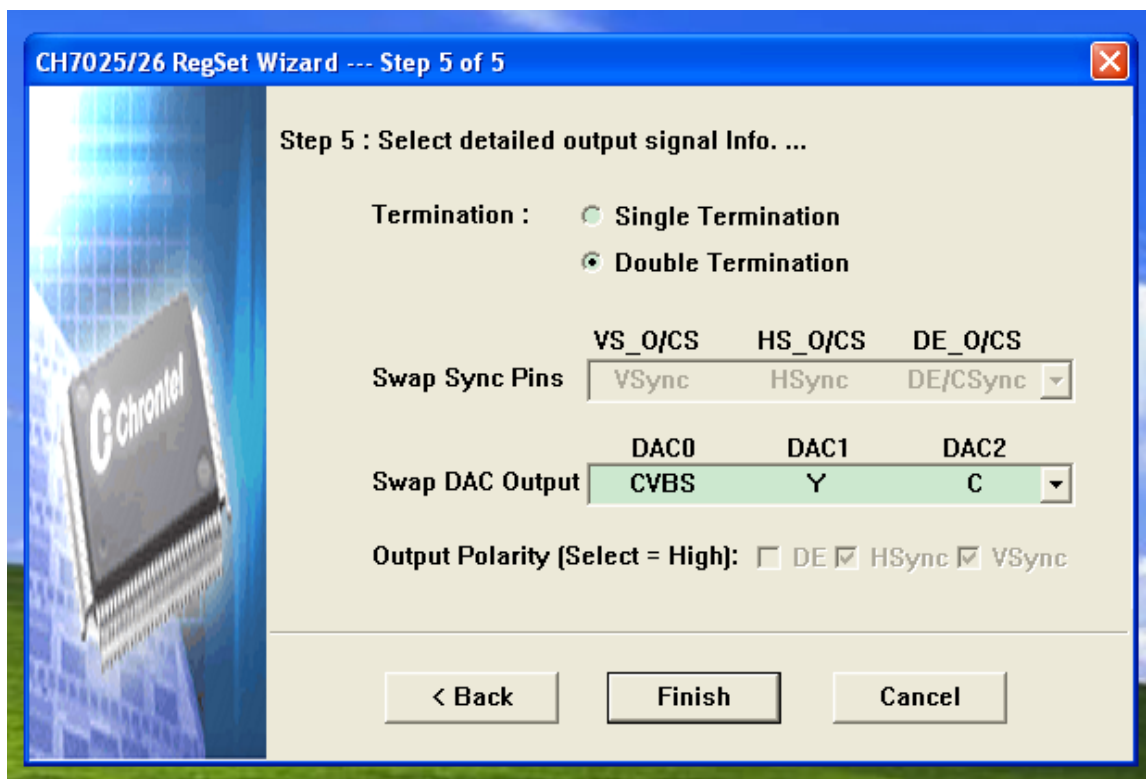 CH7025/26 RegSet Wizard --- Step 5 of 5
Step 5 : Select detailed output signal Info. ...
Termination : Single Termination
Double Termination
VS_O/CS HS_O/CS DE_O/CS
Swap Sync Pins VSync HSync DE/CSync
DAC0 DAC1 DAC2
Swap DAC Output CVBS Y C
Output Polarity (Select = High): DE HSync VSync
Chrontel
< Back Finish Cancel